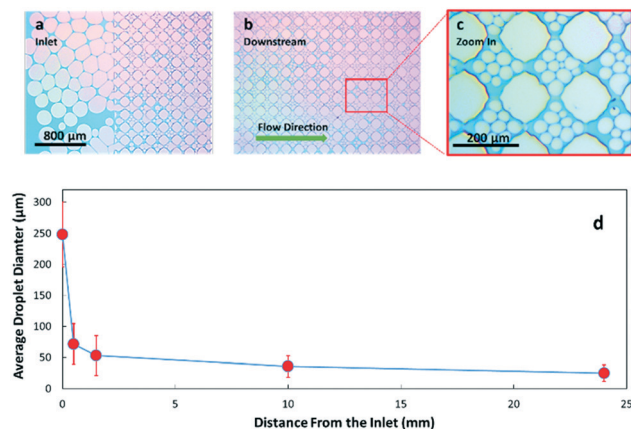 a
Inlet
800 μm
b
Downstream
Flow Direction
c
Zoom In
200 μm
d
Average Droplet Diamter (μm)
300
250
200
150
100
50
0
0 5 10 15 20 25
Distance From the Inlet (mm)